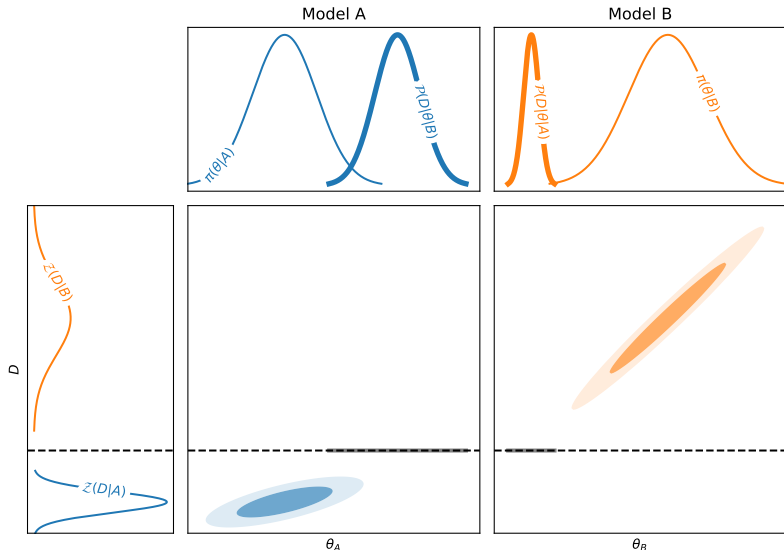 Model A
Model B
π(θ|A)
𝒫(D|θ|B)
𝒫(D|θ|A)
π(θ|B)
𝒵(D|B)
𝒵(D|A)
D
θ_A
θ_B